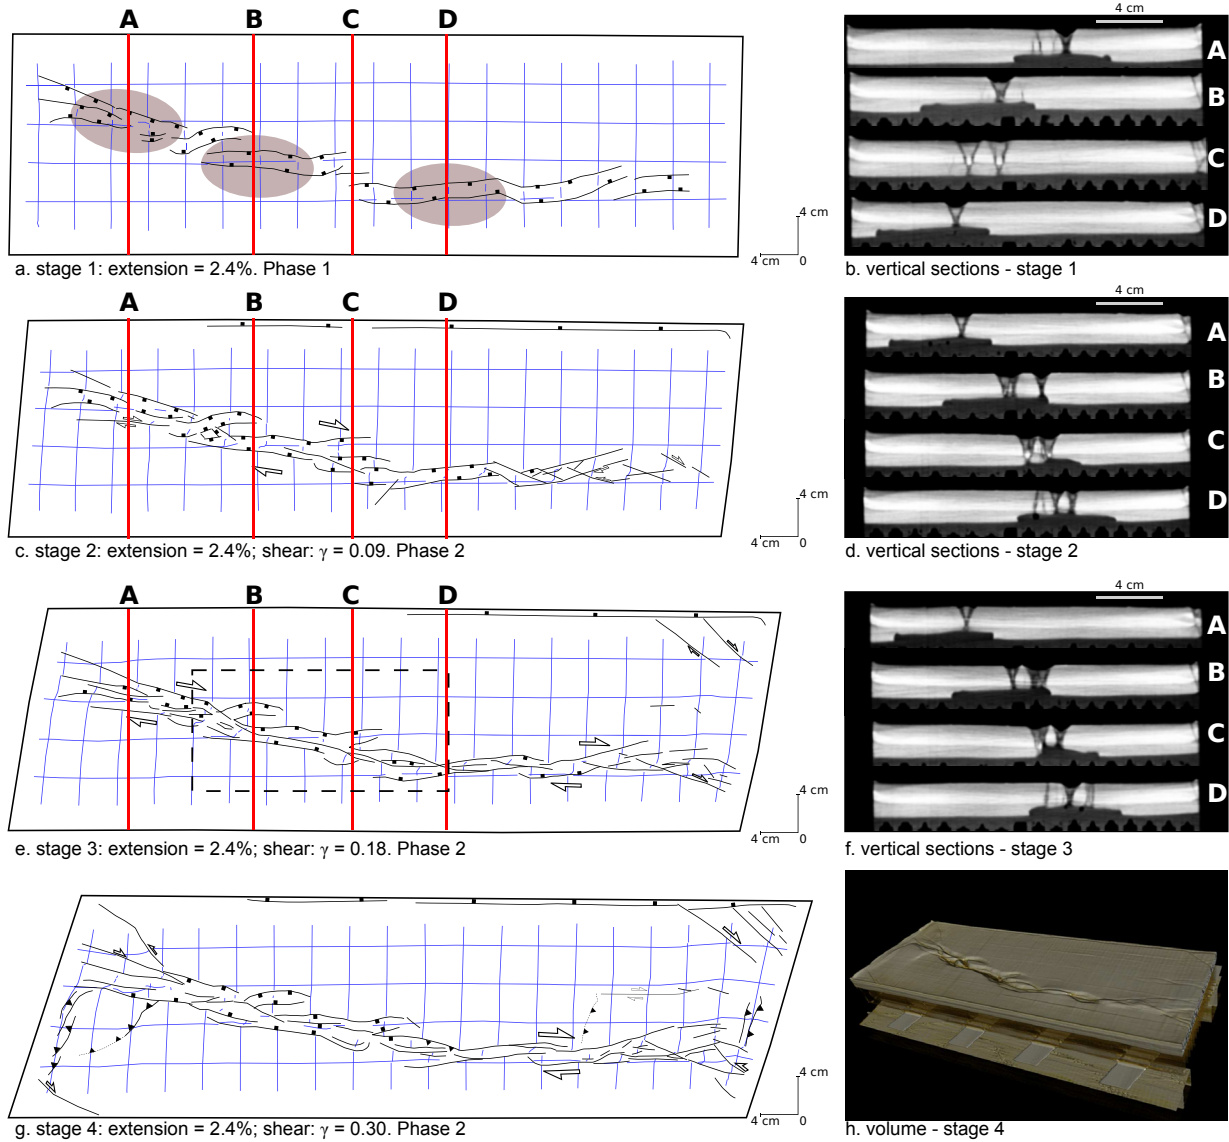 A B C D
4 cm
4 cm 0
a. stage 1: extension = 2.4%. Phase 1
4 cm
A
B
C
D
b. vertical sections - stage 1
A B C D
4 cm
4 cm 0
c. stage 2: extension = 2.4%; shear: γ = 0.09. Phase 2
4 cm
A
B
C
D
d. vertical sections - stage 2
A B C D
4 cm
4 cm 0
e. stage 3: extension = 2.4%; shear: γ = 0.18. Phase 2
4 cm
A
B
C
D
f. vertical sections - stage 3
4 cm
4 cm 0
g. stage 4: extension = 2.4%; shear: γ = 0.30. Phase 2
h. volume - stage 4